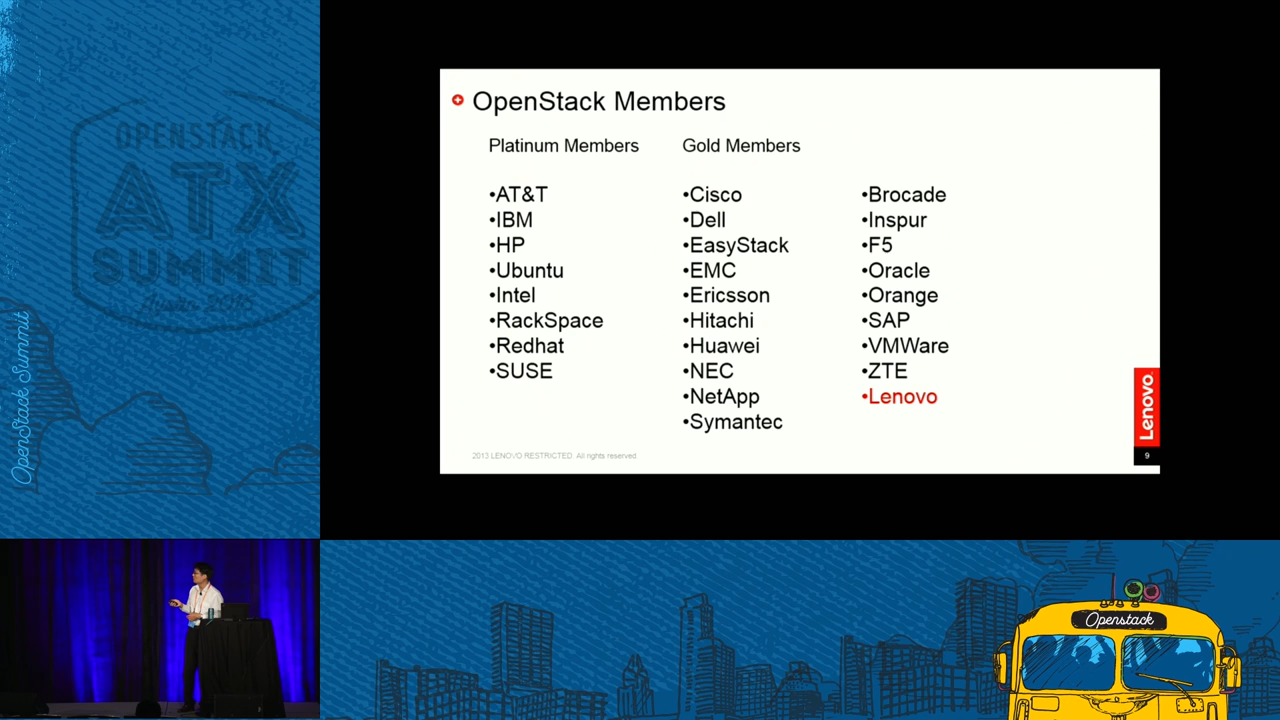 OPENSTACK
ATX
SUMMIT
Austin 2016
OpenStack Summit
OpenStack Members
Platinum Members
•AT&T
•IBM
•HP
•Ubuntu
•Intel
•RackSpace
•Redhat
•SUSE
Gold Members
•Cisco
•Dell
•EasyStack
•EMC
•Ericsson
•Hitachi
•Huawei
•NEC
•NetApp
•Symantec
•Brocade
•Inspur
•F5
•Oracle
•Orange
•SAP
•VMWare
•ZTE
•Lenovo
2013 LENOVO RESTRICTED. All rights reserved.
Lenovo
9
Openstack